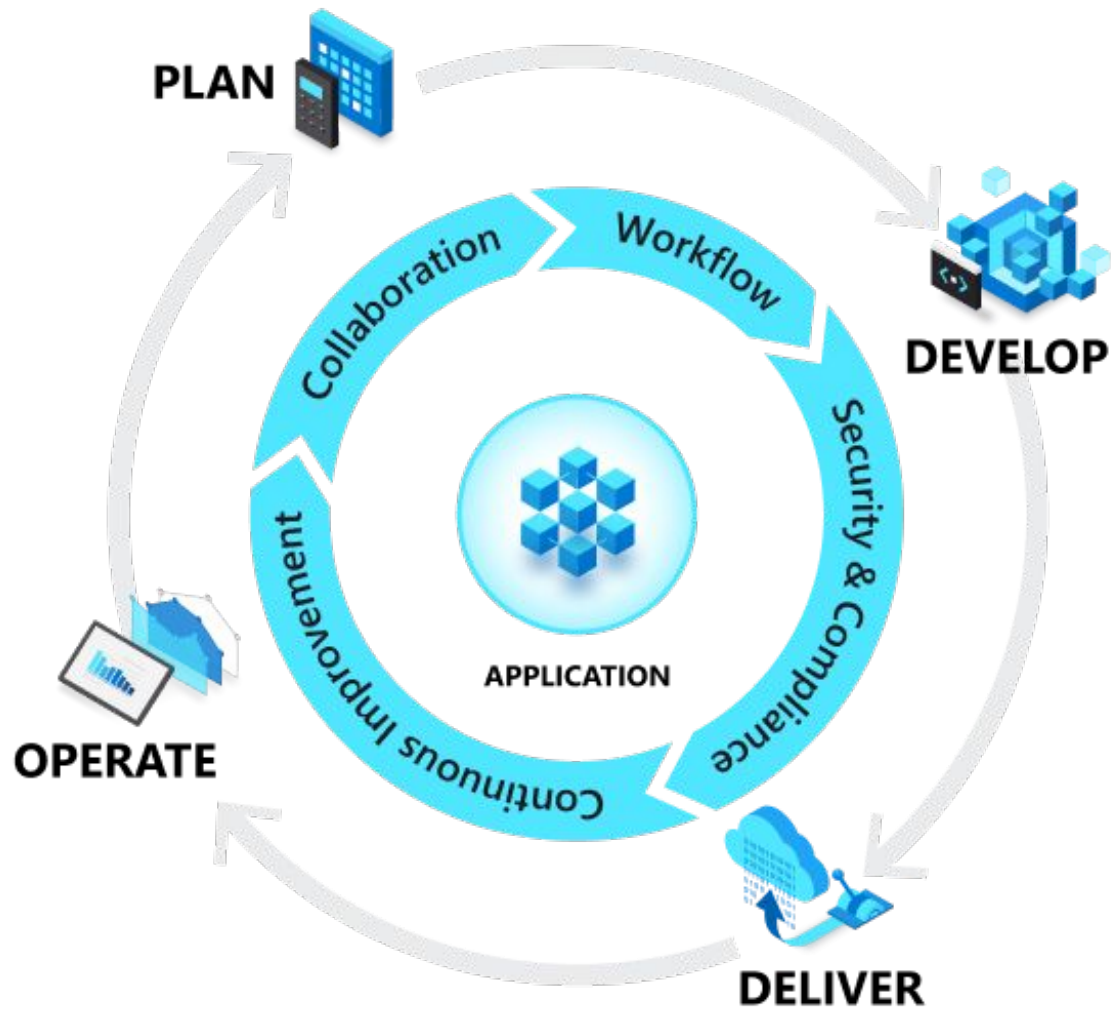 PLAN
DEVELOP
DELIVER
OPERATE
Collaboration
Workflow
Security & Compliance
Continuous Improvement
APPLICATION